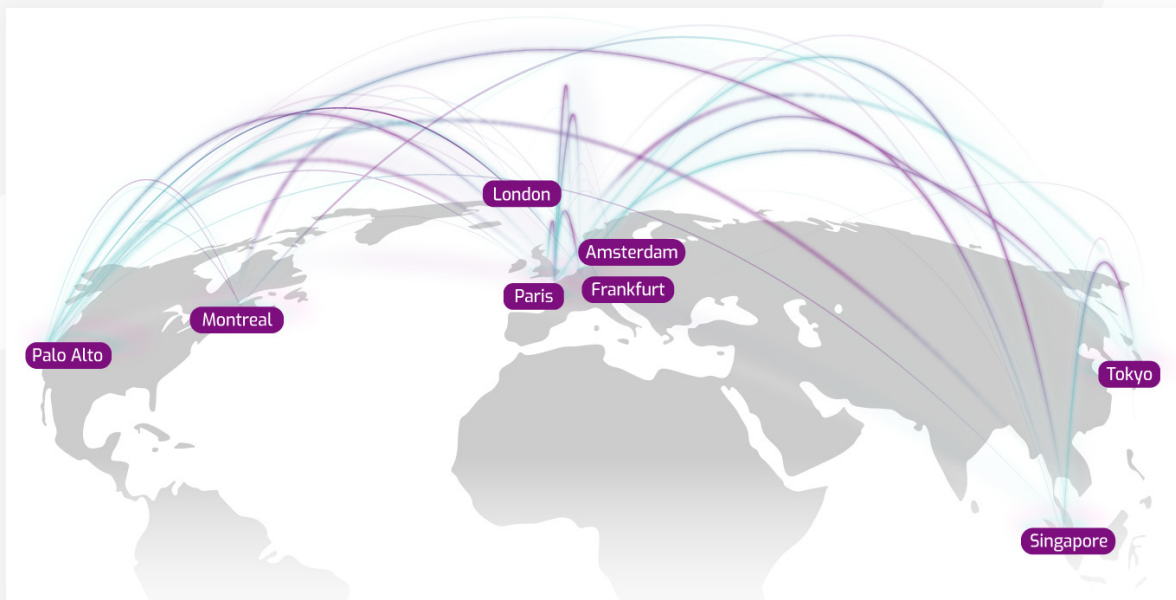 London
Amsterdam
Paris
Frankfurt
Montreal
Palo Alto
Tokyo
Singapore